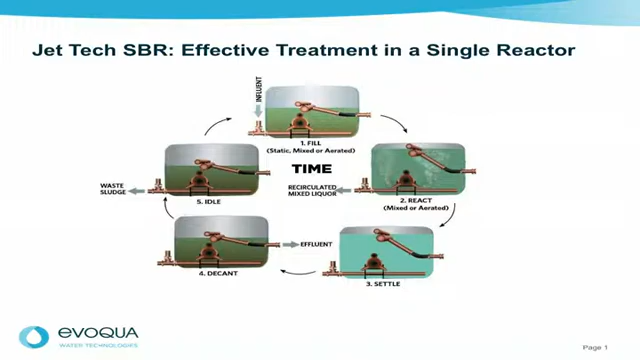 Jet Tech SBR: Effective Treatment in a Single Reactor
INFLUENT
1. FILL
(Static, Mixed or Aerated)
TIME
WASTE
SLUDGE
5. IDLE
RECIRCULATED
MIXED LIQUOR
2. REACT
(Mixed or Aerated)
EFFLUENT
4. DECANT
3. SETTLE
evoqua
WATER TECHNOLOGIES
Page 1